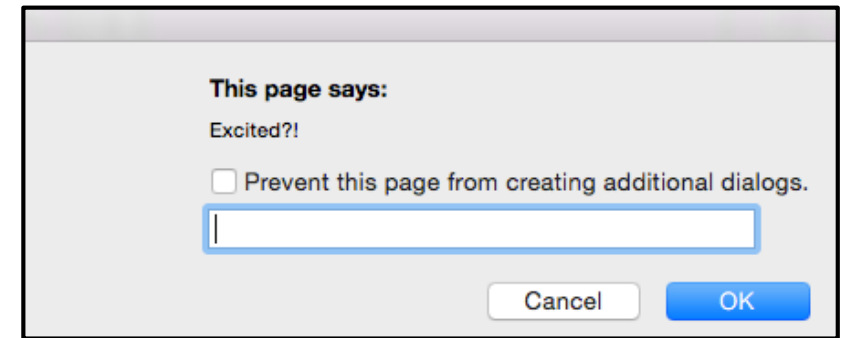 This page says:
Excited?!
Prevent this page from creating additional dialogs.
Cancel OK